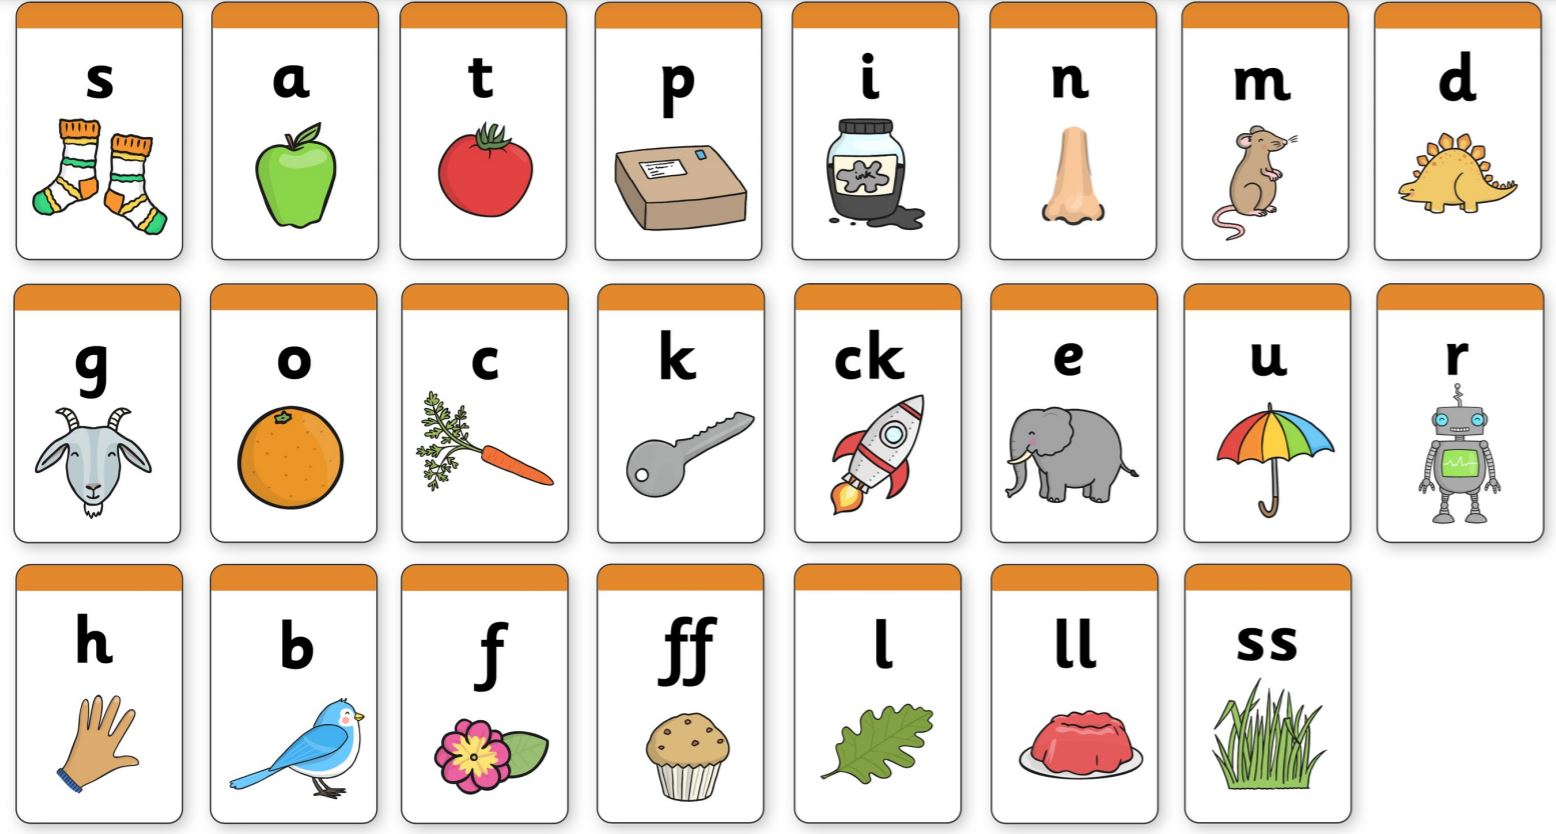 s a t p i n m d
ink
g o c k ck e u r
h b f ff l ll ss